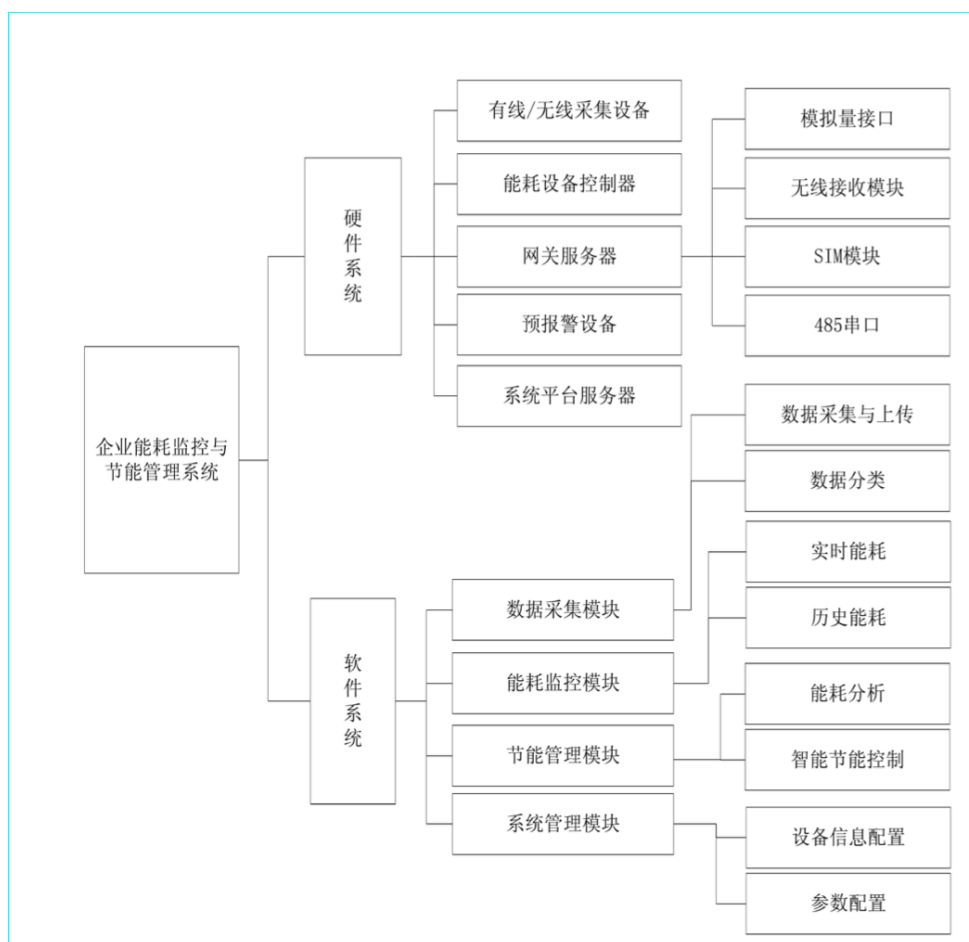 企业能耗监控与
节能管理系统
硬
件
系
统
有线/无线采集设备
能耗设备控制器
网关服务器
预报警设备
系统平台服务器
模拟量接口
无线接收模块
SIM模块
485串口
软
件
系
统
数据采集模块
能耗监控模块
节能管理模块
系统管理模块
数据采集与上传
数据分类
实时能耗
历史能耗
能耗分析
智能节能控制
设备信息配置
参数配置